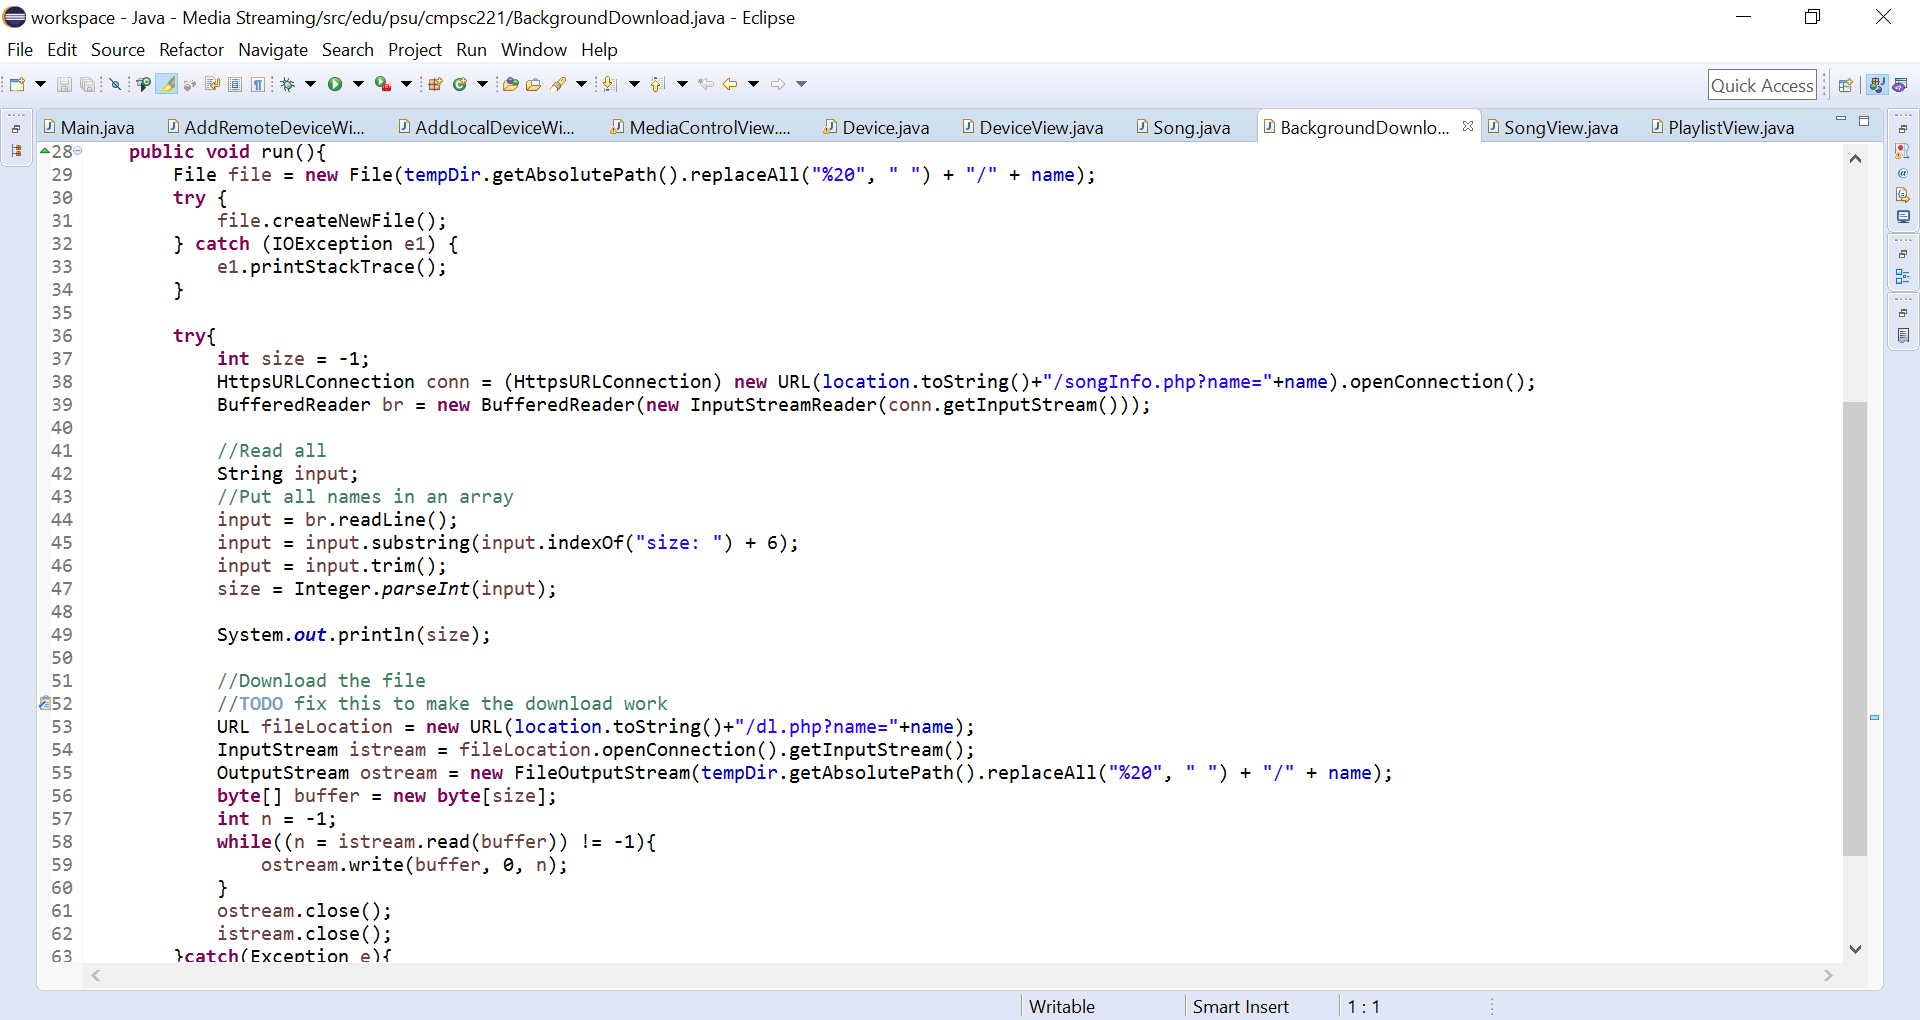 workspace - Java - Media Streaming/src/edu/psu/cmpsc221/BackgroundDownload.java - Eclipse
File Edit Source Refactor Navigate Search Project Run Window Help
Quick Access
Main.java AddRemoteDeviceWi... AddLocalDeviceWi... MediaControlView.... Device.java DeviceView.java Song.java BackgroundDownlo... SongView.java PlaylistView.java
28 public void run(){
29 File file = new File(tempDir.getAbsolutePath().replaceAll("%20", " ") + "/" + name);
30 try {
31 file.createNewFile();
32 } catch (IOException e1) {
33 e1.printStackTrace();
34 }
35
36 try{
37 int size = -1;
38 HttpsURLConnection conn = (HttpsURLConnection) new URL(location.toString()+"/songInfo.php?name="+name).openConnection();
39 BufferedReader br = new BufferedReader(new InputStreamReader(conn.getInputStream()));
40
41 //Read all
42 String input;
43 //Put all names in an array
44 input = br.readLine();
45 input = input.substring(input.indexOf("size: ") + 6);
46 input = input.trim();
47 size = Integer.parseInt(input);
48
49 System.out.println(size);
50
51 //Download the file
52 //TODO fix this to make the download work
53 URL fileLocation = new URL(location.toString()+"/dl.php?name="+name);
54 InputStream istream = fileLocation.openConnection().getInputStream();
55 OutputStream ostream = new FileOutputStream(tempDir.getAbsolutePath().replaceAll("%20", " ") + "/" + name);
56 byte[] buffer = new byte[size];
57 int n = -1;
58 while((n = istream.read(buffer)) != -1){
59 ostream.write(buffer, 0, n);
60 }
61 ostream.close();
62 istream.close();
63 }catch(Exception e){
Writable Smart Insert 1 : 1